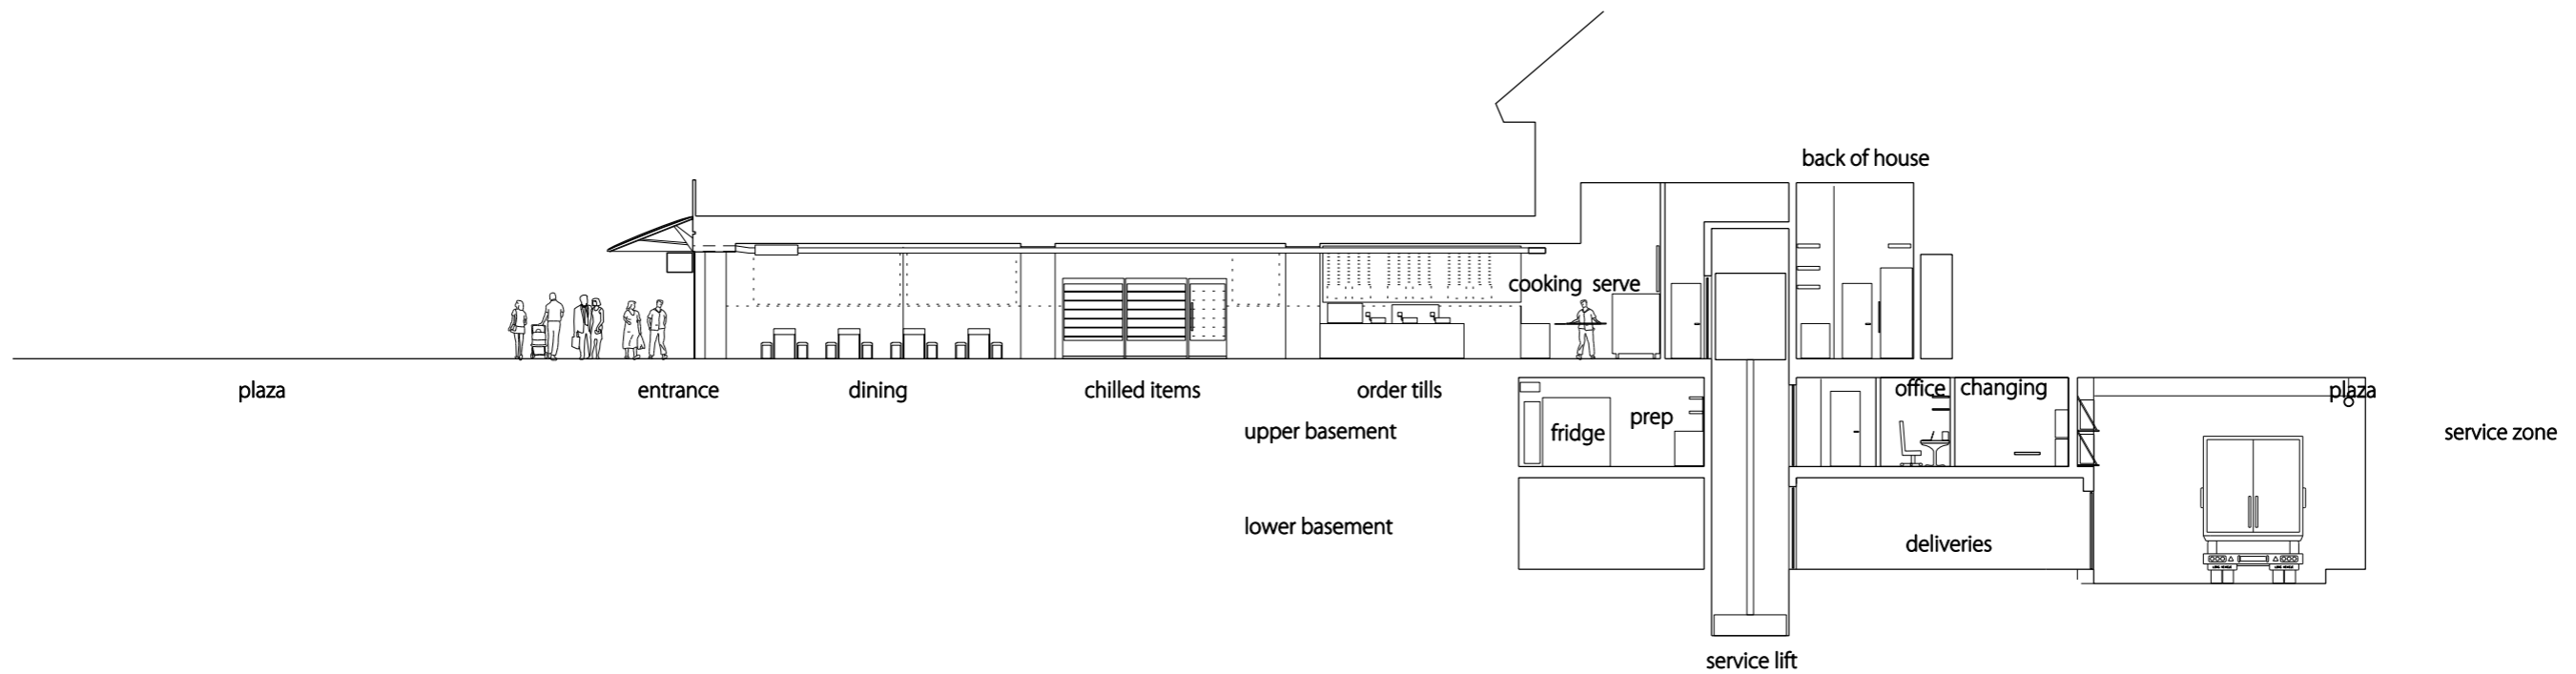 back of house
cooking serve
plaza
entrance
dining
chilled items
order tills
office changing
plaza
upper basement
fridge
prep
service zone
lower basement
deliveries
service lift